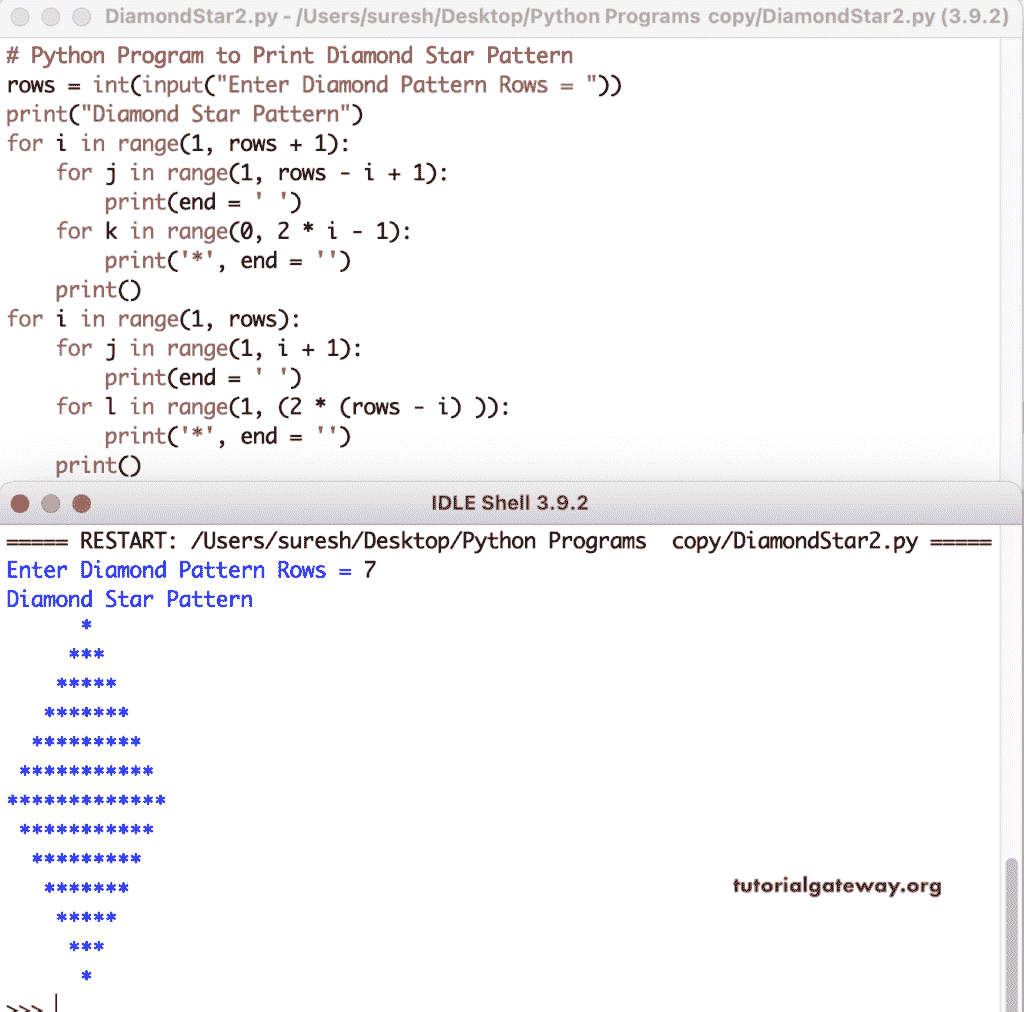 DiamondStar2.py - /Users/suresh/Desktop/Python Programs copy/DiamondStar2.py (3.9.2)
# Python Program to Print Diamond Star Pattern
rows = int(input("Enter Diamond Pattern Rows = "))
print("Diamond Star Pattern")
for i in range(1, rows + 1):
    for j in range(1, rows - i + 1):
        print(end = ' ')
    for k in range(0, 2 * i - 1):
        print('*', end = '')
    print()
for i in range(1, rows):
    for j in range(1, i + 1):
        print(end = ' ')
    for l in range(1, (2 * (rows - i) )):
        print('*', end = '')
    print()
IDLE Shell 3.9.2
===== RESTART: /Users/suresh/Desktop/Python Programs  copy/DiamondStar2.py =====
Enter Diamond Pattern Rows = 7
Diamond Star Pattern
      *
     ***
    *****
   *******
  *********
 ***********
*************
 ***********
  *********
   *******
    *****
     ***
      *
>>>
tutorialgateway.org